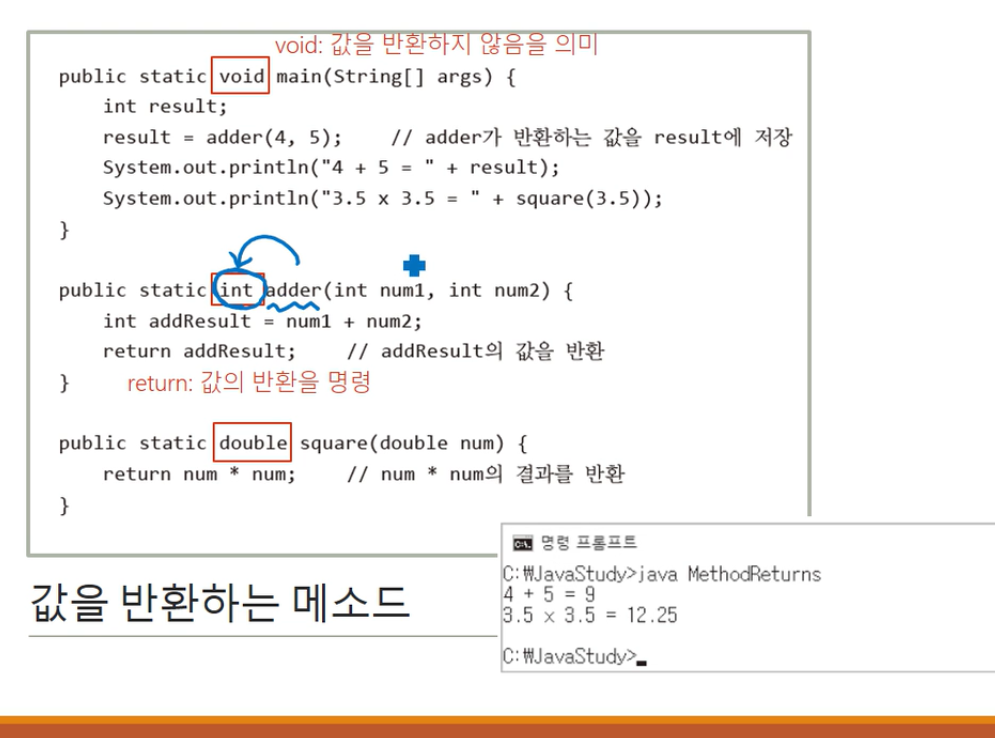 void: 값을 반환하지 않음을 의미
public static void main(String[] args) {
int result;
result = adder(4, 5); // adder가 반환하는 값을 result에 저장
System.out.println("4 + 5 = " + result);
System.out.println("3.5 x 3.5 = " + square(3.5));
}
public static int adder(int num1, int num2) {
int addResult = num1 + num2;
return addResult; // addResult의 값을 반환
} return: 값의 반환을 명령
public static double square(double num) {
return num * num; // num * num의 결과를 반환
}
명령 프롬프트
C:₩JavaStudy>java MethodReturns
4 + 5 = 9
3.5 x 3.5 = 12.25
C:₩JavaStudy>
값을 반환하는 메소드